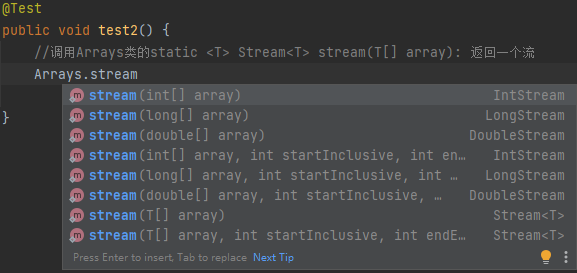 @Test
public void test2() {
//调用Arrays类的static <T> Stream<T> stream(T[] array): 返回一个流
Arrays.stream
m stream(int[] array) IntStream
m stream(long[] array) LongStream
m stream(double[] array) DoubleStream
m stream(int[] array, int startInclusive, int en… IntStream
m stream(long[] array, int startInclusive, int … LongStream
m stream(double[] array, int startInclusive, … DoubleStream
m stream(T[] array) Stream<T>
m stream(T[] array, int startInclusive, int endE… Stream<T>
Press Enter to insert, Tab to replace Next Tip
}